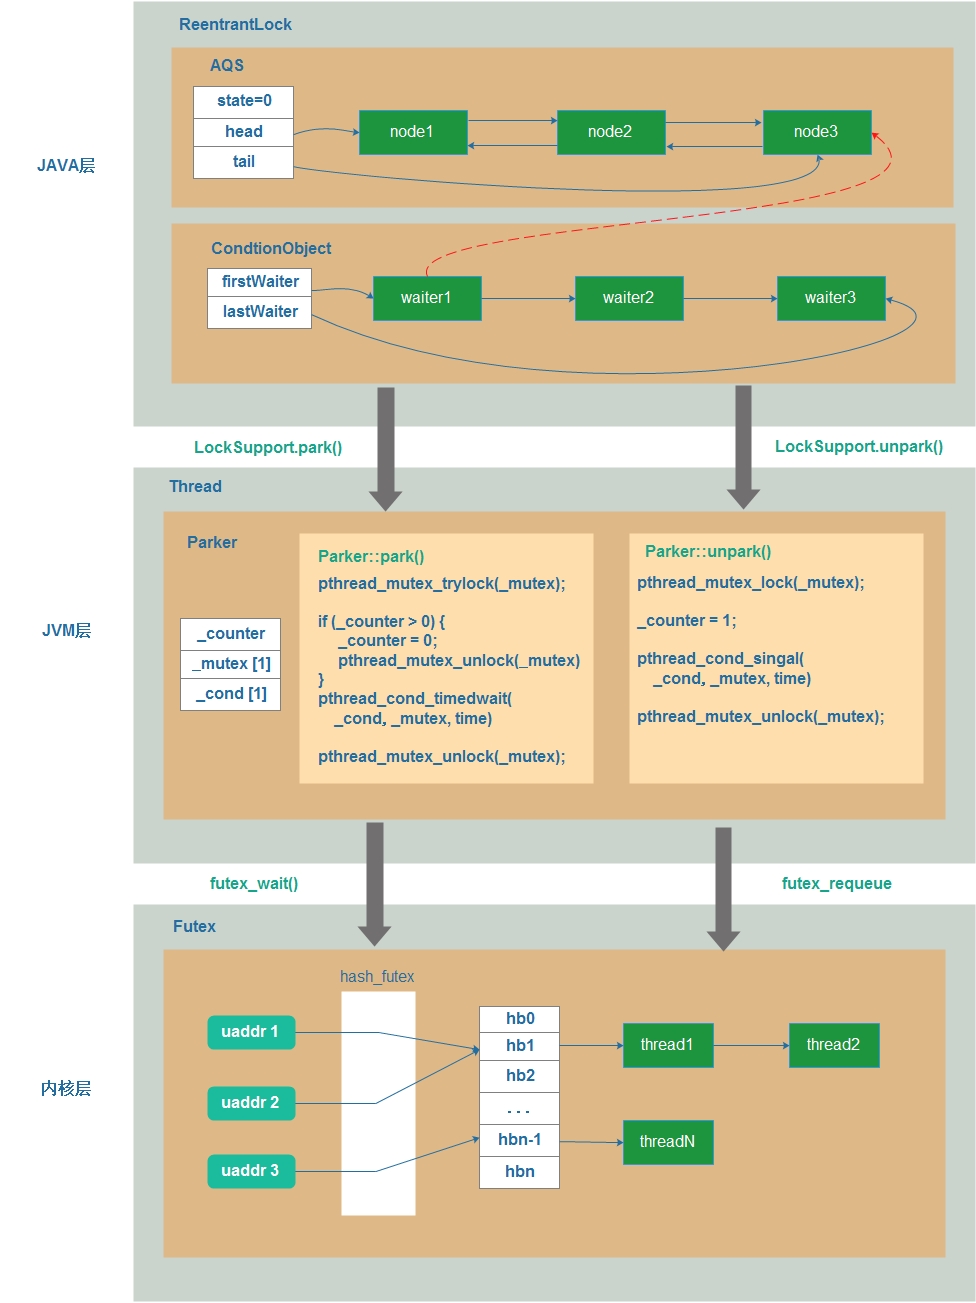 ReentrantLock
AQS
state=0
head
tail
node1
node2
node3
JAVA层
CondtionObject
firstWaiter
lastWaiter
waiter1
waiter2
waiter3
LockSupport.park()
LockSupport.unpark()
Thread
Parker
_counter
_mutex [1]
_cond [1]
Parker::park()
pthread_mutex_trylock(_mutex);
if (_counter > 0) {
_counter = 0;
pthread_mutex_unlock(_mutex)
}
pthread_cond_timedwait(
_cond, _mutex, time)
pthread_mutex_unlock(_mutex);
Parker::unpark()
pthread_mutex_lock(_mutex);
_counter = 1;
pthread_cond_singal(
_cond, _mutex, time)
pthread_mutex_unlock(_mutex);
JVM层
futex_wait()
futex_requeue
Futex
hash_futex
uaddr 1
uaddr 2
uaddr 3
hb0
hb1
hb2
...
hbn-1
hbn
thread1
thread2
threadN
内核层